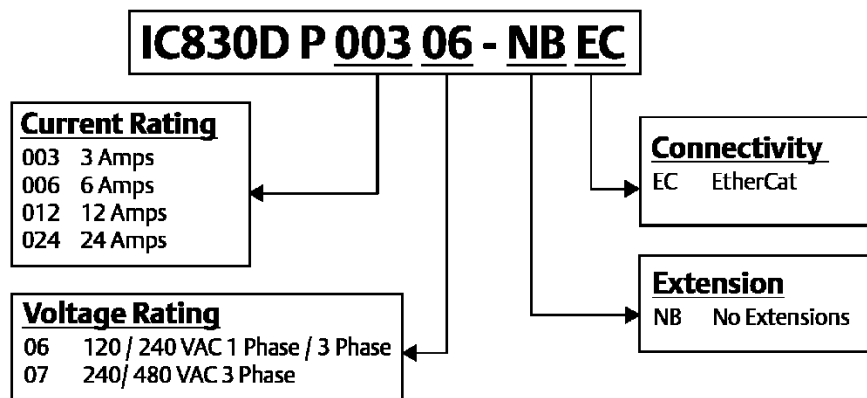 IC830D P 003 06 - NB EC
Current Rating
003 3 Amps
006 6 Amps
012 12 Amps
024 24 Amps
Connectivity
EC EtherCat
Voltage Rating
06 120 / 240 VAC 1 Phase / 3 Phase
07 240/ 480 VAC 3 Phase
Extension
NB No Extensions